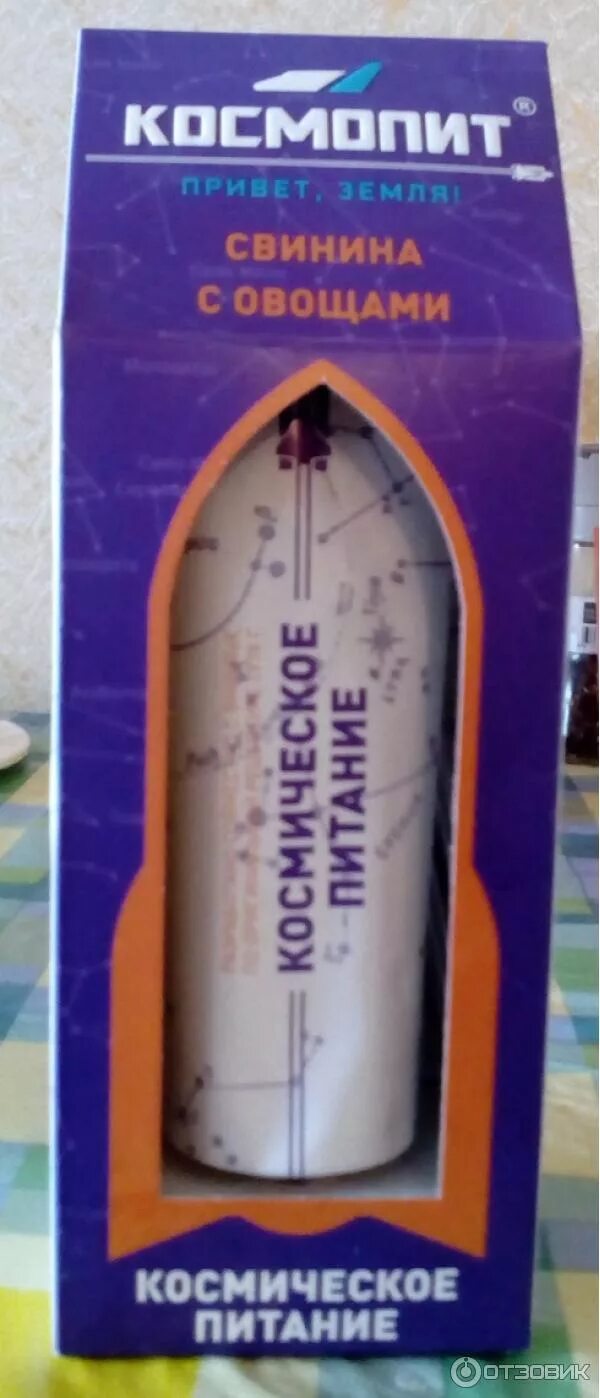 КОСМОПИТ®
ПРИВЕТ, ЗЕМЛЯ!
СВИНИНА
С ОВОЩАМИ
КОСМИЧЕСКОЕ
ПИТАНИЕ
КОСМИЧЕСКОЕ
ПИТАНИЕ
ОТЗОВИК